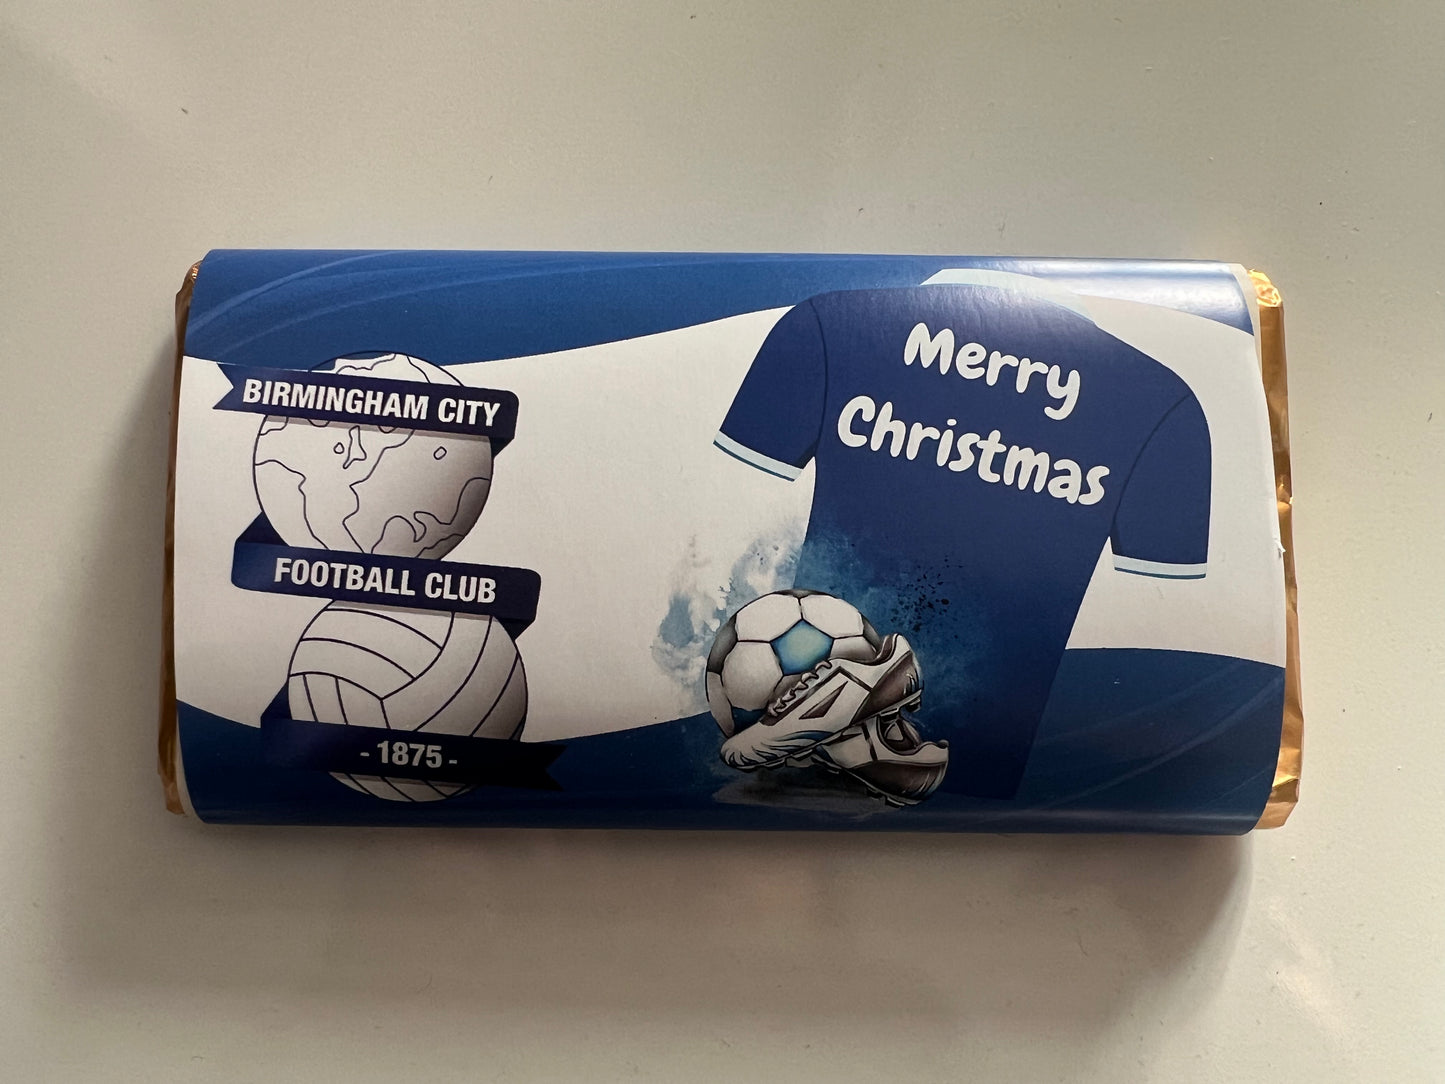 BIRMINGHAM CITY
FOOTBALL CLUB
- 1875 -
Merry
Christmas